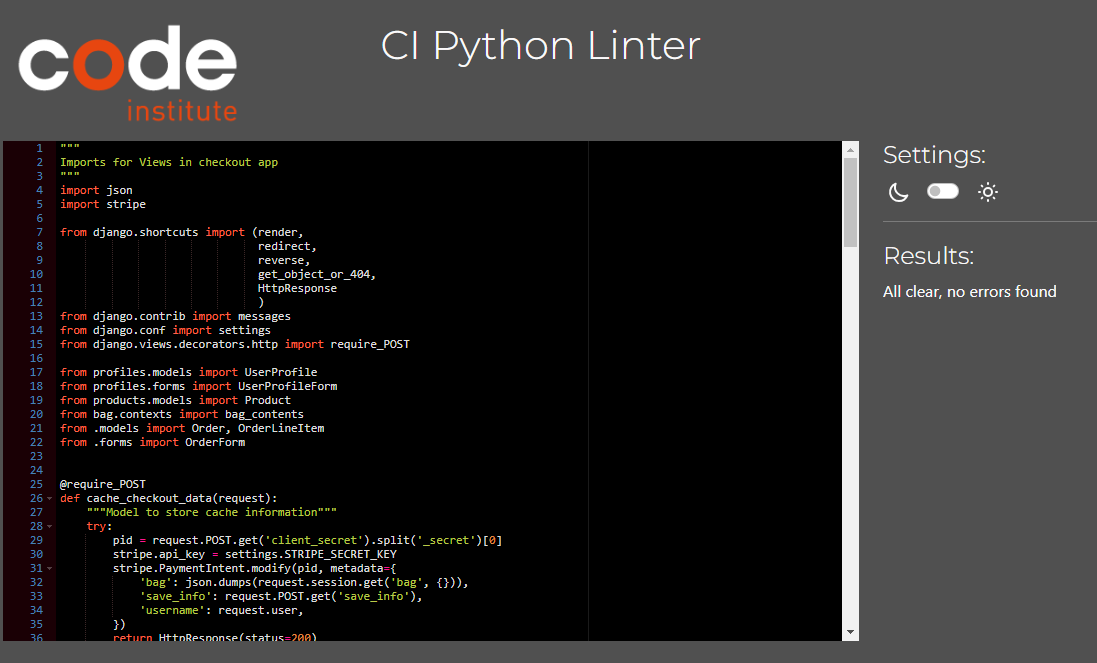 code
institute
CI Python Linter
1 """
2 Imports for Views in checkout app
3 """
4 import json
5 import stripe
6
7 from django.shortcuts import (render,
8 redirect,
9 reverse,
10 get_object_or_404,
11 HttpResponse
12 )
13 from django.contrib import messages
14 from django.conf import settings
15 from django.views.decorators.http import require_POST
16
17 from profiles.models import UserProfile
18 from profiles.forms import UserProfileForm
19 from products.models import Product
20 from bag.contexts import bag_contents
21 from .models import Order, OrderLineItem
22 from .forms import OrderForm
23
24
25 @require_POST
26 def cache_checkout_data(request):
27 """Model to store cache information"""
28 try:
29 pid = request.POST.get('client_secret').split('_secret')[0]
30 stripe.api_key = settings.STRIPE_SECRET_KEY
31 stripe.PaymentIntent.modify(pid, metadata={
32 'bag': json.dumps(request.session.get('bag', {})),
33 'save_info': request.POST.get('save_info'),
34 'username': request.user,
35 })
36 return HttpResponse(status=200)
Settings:
Results:
All clear, no errors found